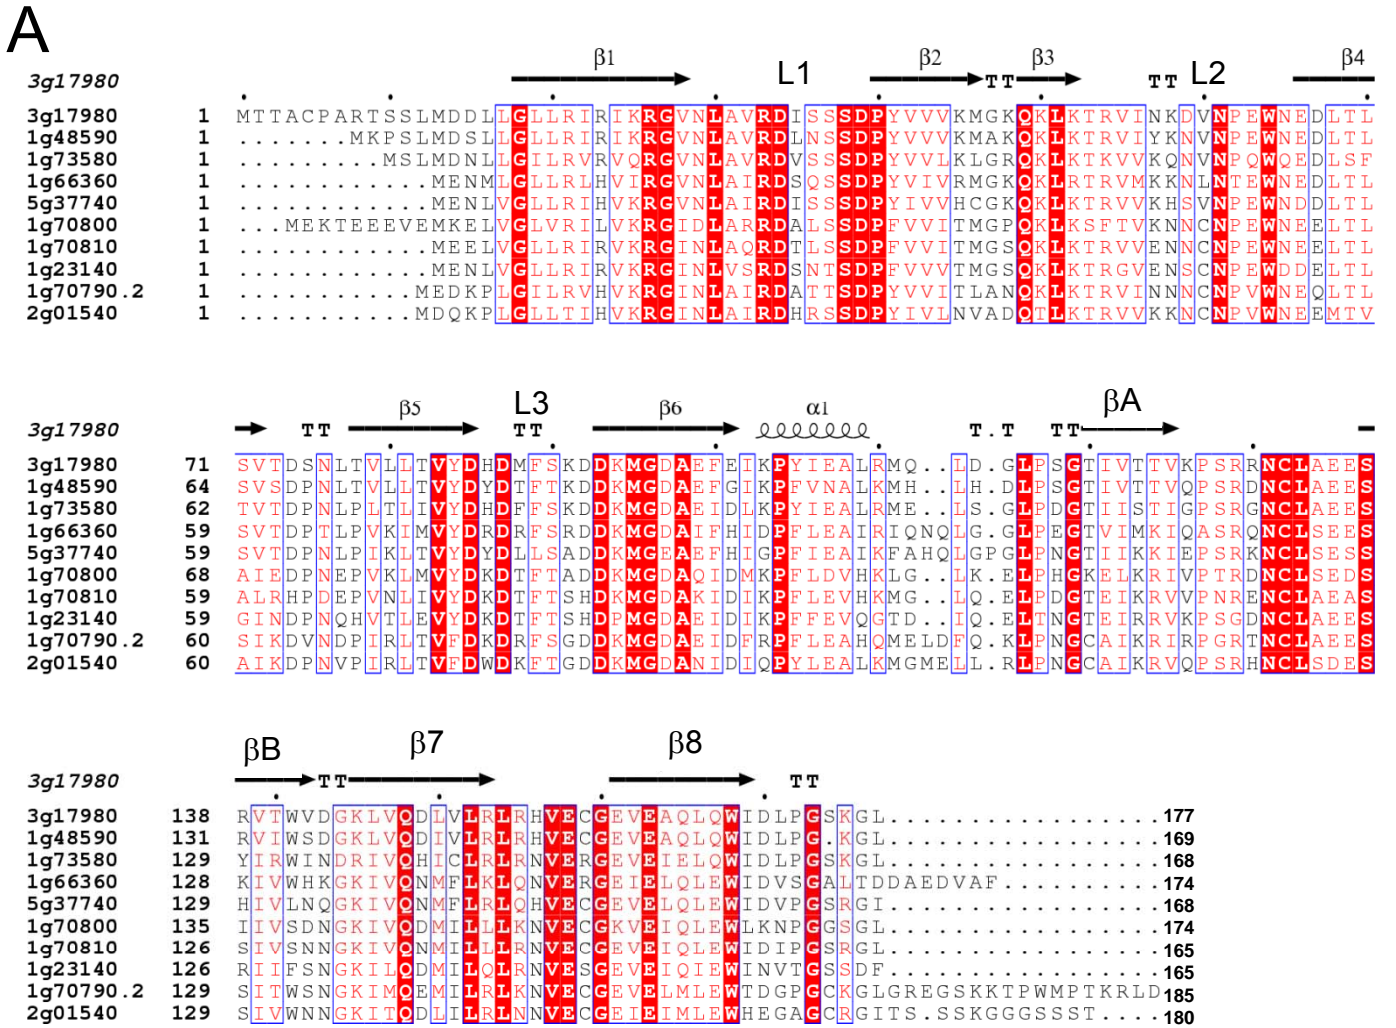 A
β1 L1 β2 β3 L2 β4
3g17980 TT TT
3g17980 1 MTTACPARTSSLMDDLLGLLRIRIKRGVNLAVRDISSSDPYVVVKMGKQKLKTRVINKDVNPEWNEDLTL
1g48590 1 .......MKPSLMDSLLGLLRIRIKRGVNLAVRDISSSDPYVVVKMGKQKLKTRVINKNVNPEWNEDLTL
1g73580 1 .........MSLMDNLLGILRVRVQRGVNLAVRDVSSSDPYVVLKLGRQKLKTKVVKQNVNPQWQEDLSF
1g66360 1 ............MENMLGLLRLHVIRGVNLAIRDSQSSDPYVIVRMGKQKLRTRVMKKNLNTEWNEDLTL
5g37740 1 ............MENLVGLLRIHVKRGVNLAIRDISSSDPYIVVHCGKQKLKTRVVKHSVNPEWNDDLTL
1g70800 1 ...MEKTEEEVEMKELVGLVRILVKRGIDLARRDALSSDPFVVITMGPQKLKSFTVKNNCNPEWNEELTL
1g70810 1 ............MEELVGLLRIRVKRGINLAQRDTLSSDPFVVITMGSQKLKTRVVENNCNPEWNEELTL
1g23140 1 ............MENLVGLLRIRVKRGINLVSRDSNTSDPFVVVTMGSQKLKTRGVENSCNPEWDDELTL
1g70790.2 1 ...........MEDKPLGILRVHVKRGINLAIRDATTSDPYVVITLANQKLKTRVINNNCNPVWNEQLTL
2g01540 1 ...........MDQKPLGLLTIHVKRGINLAIRDHRSSDPYIVLNVADQTLKTRVVKKNCNPVWNEEMTV
β5 L3 β6 α1 βA
3g17980 TT TT T.T TT
3g17980 71 SVTDSNLTVLLTVYDHDMFSKDDKMGDAEFEIKPYIEALRMQ..LD.GLPSGTIVTTVKPSRRNCLAEES
1g48590 64 SVSDPNLTVLLTVYDYDTFTKDDKMGDAEFGIKPFVNALKMH..LH.DLPSGTIVTTVQPSRDNCLAEES
1g73580 62 TVTDPNLPLTLIVYDHDFFSKDDKMGDAEIDLKPYIEALRME..LS.GLPDGTIISTIGPSRGNCLAEES
1g66360 59 SVTDPTLPVKIMVYDRDRFSRDDKMGDAIFHIDPFLEAIRIQNQLG.GLPEGTVIMKIQASRQNCLSEES
5g37740 59 SVTDPNLPIKLTVYDYDLLSADDKMGEAEFHIGPFIEAIKFAHQLGPGLPNGTIIKKIEPSRKNCLSESS
1g70800 68 AIEDPNEPVKLMVYDKDTFTADDKMGDAQIDMKPFLDVHKLG..LK.ELPHGKELKRIVPTRDNCLSEDS
1g70810 59 ALRHPDEPVNLIVYDKDTFTSHDKMGDAKIDIKPFLEVHKMG..LQ.ELPDGTEIKRVVPNRENCLAEAS
1g23140 59 GINDPNQHVTLEVYDKDTFTSHDPMGDAEIDIKPFFEVQGTD..IQ.ELTNGTEIRRVKPSGDNCLAEES
1g70790.2 60 SIKDVNDPIRLTVFDKDRFSGDDKMGDAEIDFRPFLEAHQMELDFQ.KLPNGCAIKRIRPGRTNCLAEES
2g01540 60 AIKDPNVPIRLTVFDWDKFTGDDKMGDANIDIQPYLEALKMGMELL.RLPNGCAIKRVQPSRHNCLSDES
βB β7 β8
3g17980 TT TT
3g17980 138 RVTWVDGKLVQDLVLRLRHVECGEVEAQLQWIDLPGSKGL.................177
1g48590 131 RVIWSDGKLVQDIVLRLRHVECGEVEAQLQWIDLPG.KGL.................169
1g73580 129 YIRWINDRIVQHICLRLRNVERGEVEIELQWIDLPGSKGL.................168
1g66360 128 KIVWHKGKIVQNMFLKLQNVERGEIELQLEWIDVSGALTDDAEDVAF..........174
5g37740 129 HIVLNQGKIVQNMFLRLQHVECGEVELQLEWIDVPGSRGI.................168
1g70800 135 IIVSDNGKIVQDMILLLKNVECGKVEIQLEWLKNPGGSGL.................174
1g70810 126 SIVSNNGKIVQNMILLLRNVECGEVEIQLEWIDIPGSRGL.................165
1g23140 126 RIIFSNGKILQDMILQLRNVESGEVEIQIEWINVTGSSDF.................165
1g70790.2 129 SITWSNGKIMQEMILRLKNVECGEVELMLEWTDGPGCKGLGREGSKKTPWMPTKRLD185
2g01540 129 SIVWNNGKITQDLILRLNNVECGEIEIMLEWHEGAGCRGITS.SSKGGGSSST....180